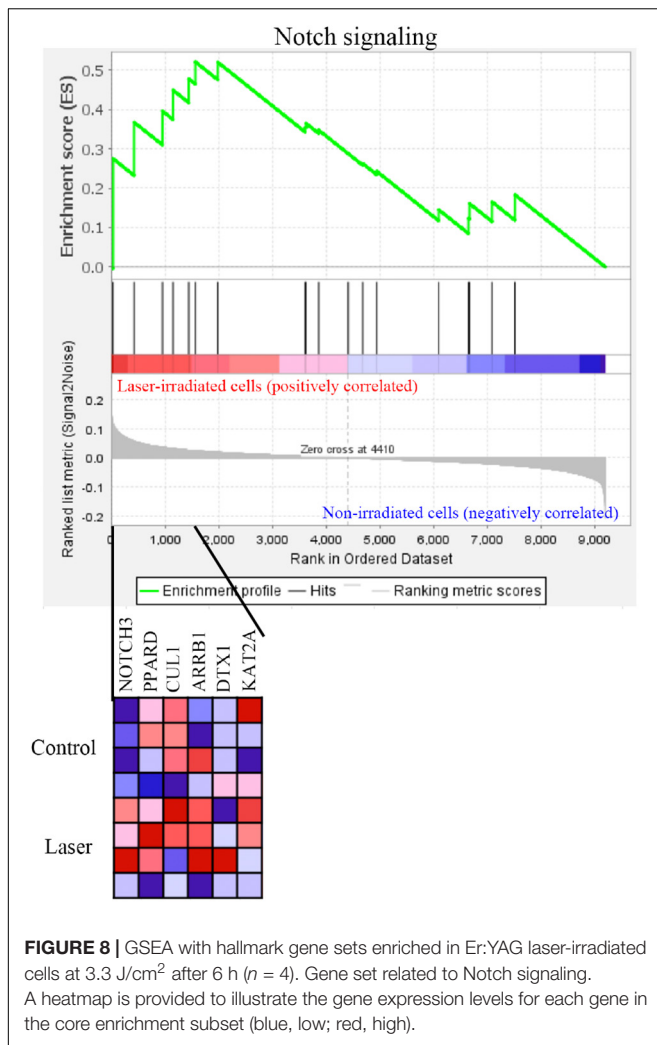 Notch signaling
Enrichment score (ES)
0.5
0.4
0.3
0.2
0.1
0.0
Laser-irradiated cells (positively correlated)
Ranked list metric (Signal2Noise)
0.2
0.1
0.0
-0.1
-0.2
Zero cross at 4410
Non-irradiated cells (negatively correlated)
0 1,000 2,000 3,000 4,000 5,000 6,000 7,000 8,000 9,000
Rank in Ordered Dataset
Enrichment profile Hits Ranking metric scores
NOTCH3 PPARD CUL1 ARRB1 DTX1 KAT2A
Control
Laser
FIGURE 8 | GSEA with hallmark gene sets enriched in Er:YAG laser-irradiated
cells at 3.3 J/cm² after 6 h (n = 4). Gene set related to Notch signaling.
A heatmap is provided to illustrate the gene expression levels for each gene in
the core enrichment subset (blue, low; red, high).